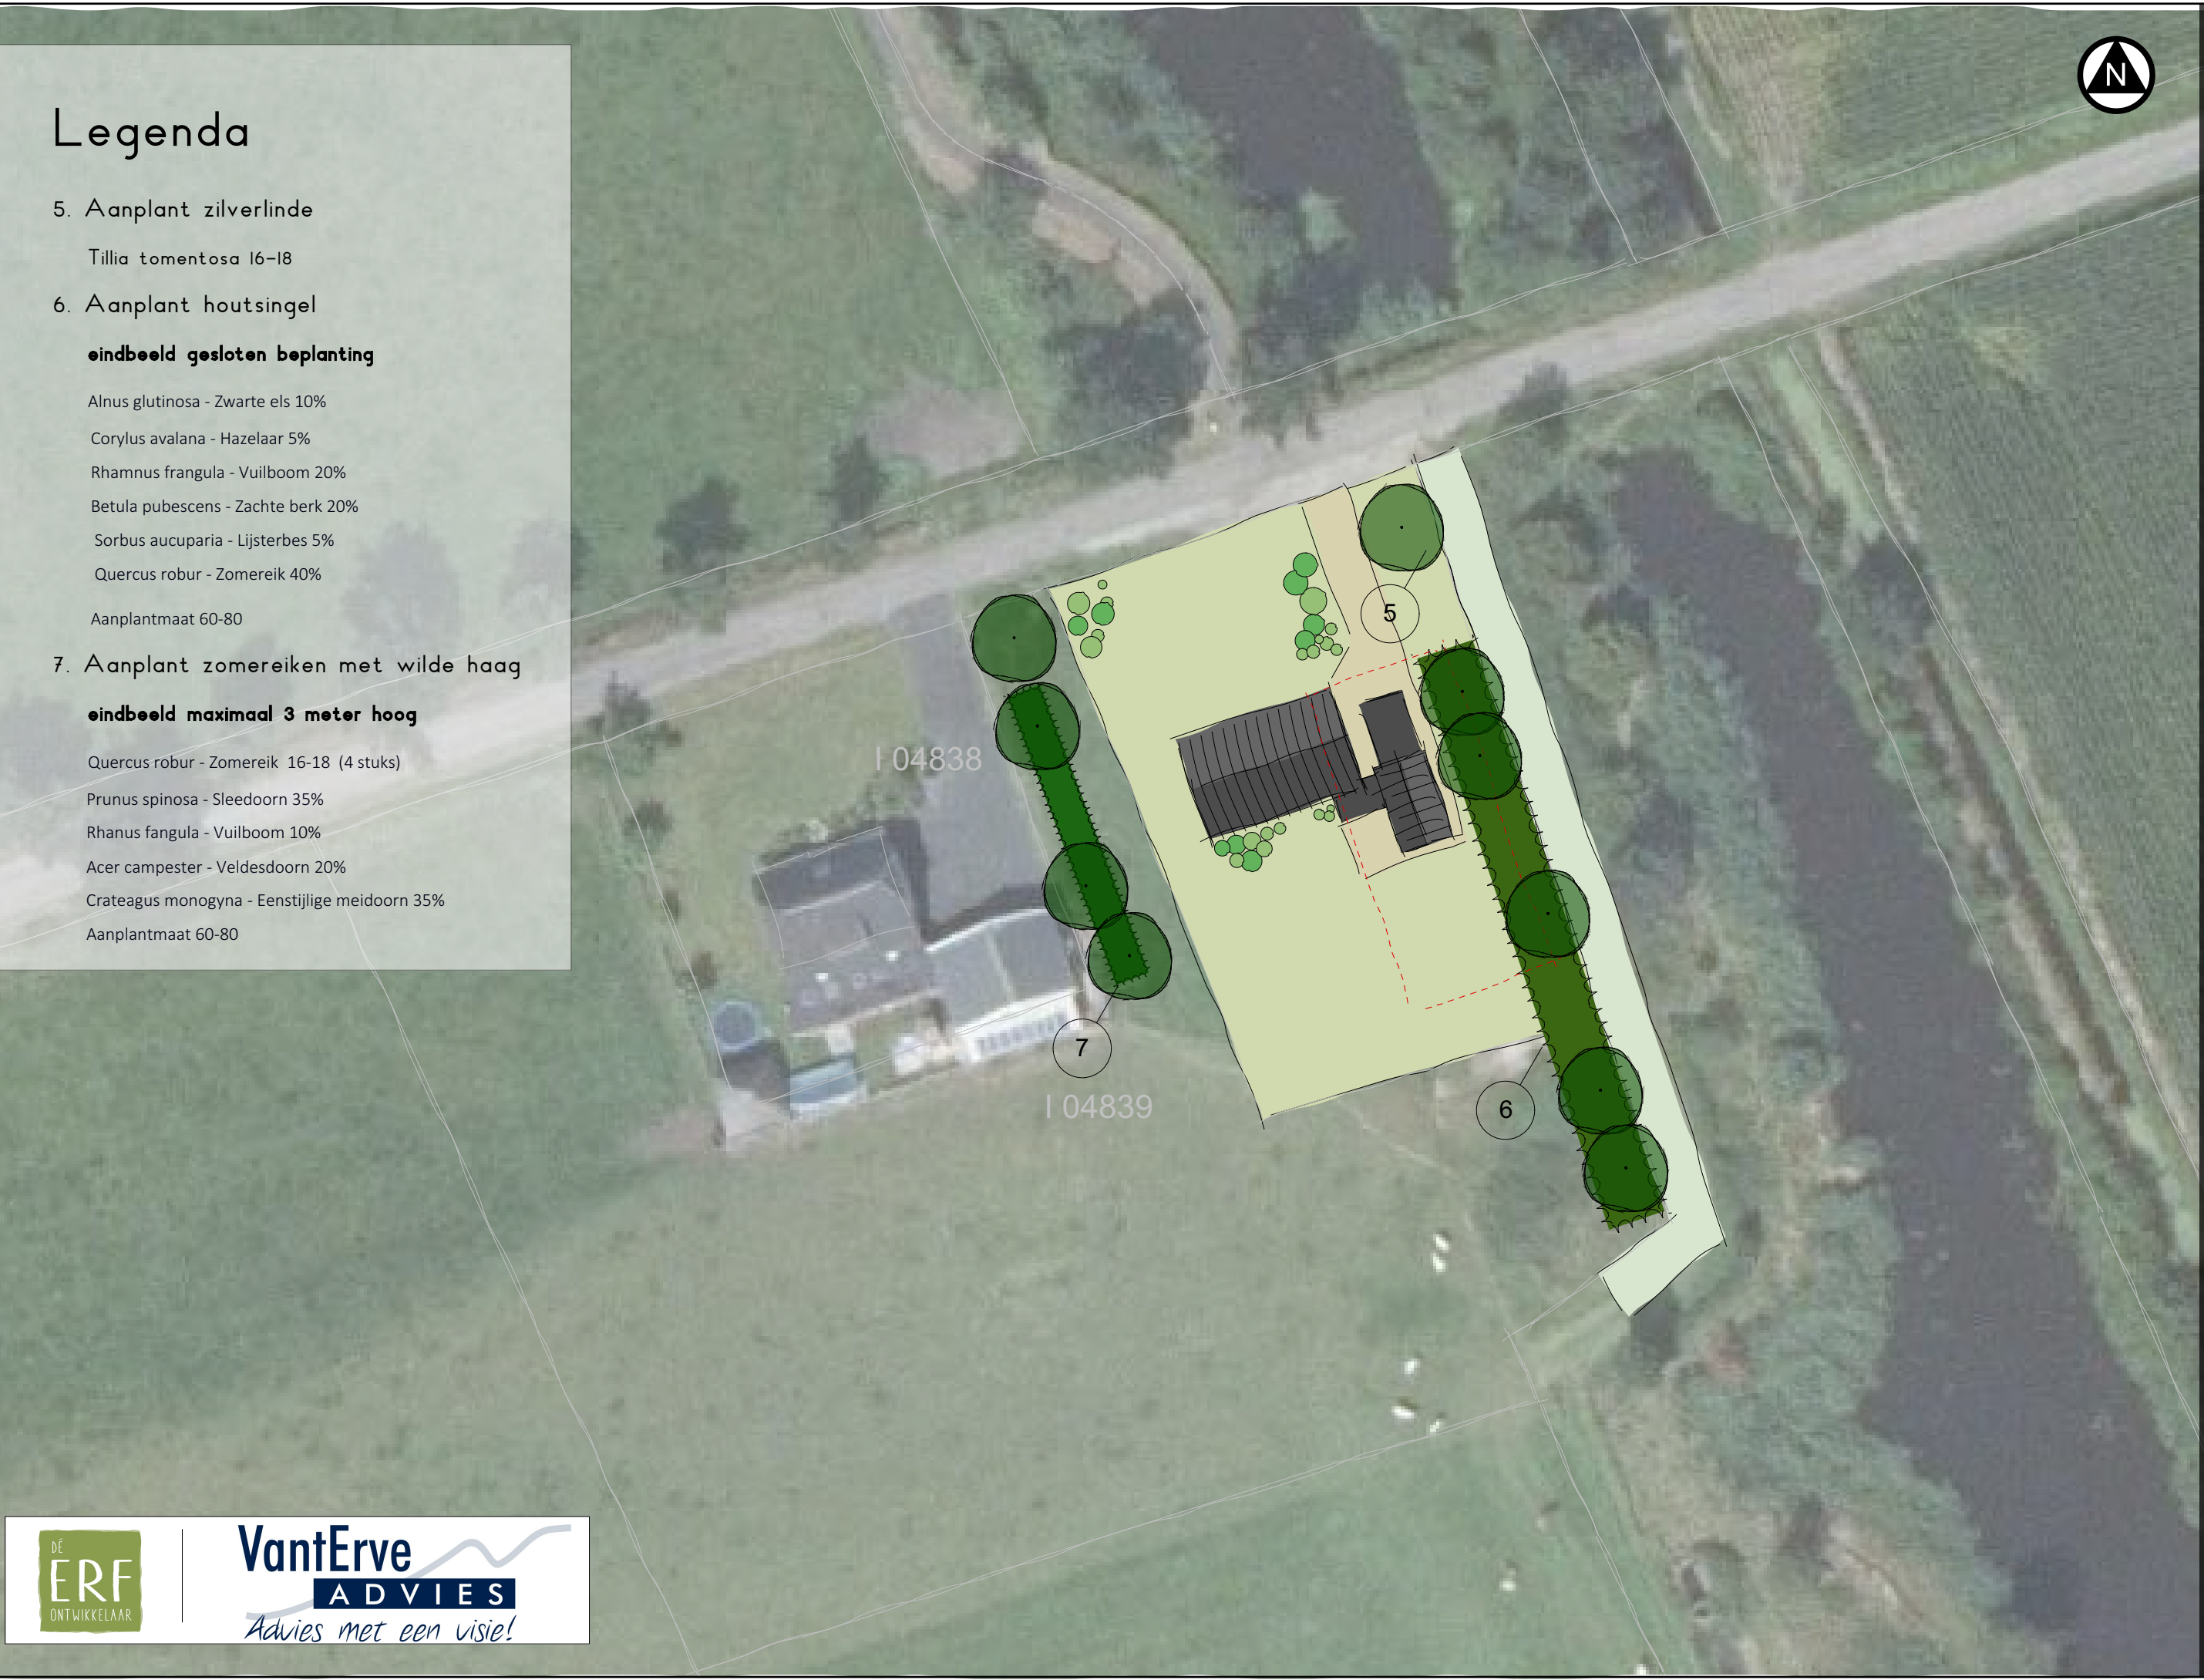 Legenda
5. Aanplant zilverlinde
Tillia tomentosa 16-18
6. Aanplant houtsingel
eindbeeld gesloten beplanting
Alnus glutinosa - Zwarte els 10%
Corylus avalana - Hazelaar 5%
Rhamnus frangula - Vuilboom 20%
Betula pubescens - Zachte berk 20%
Sorbus aucuparia - Lijsterbes 5%
Quercus robur - Zomereik 40%
Aanplantmaat 60-80
7. Aanplant zomereiken met wilde haag
eindbeeld maximaal 3 meter hoog
Quercus robur - Zomereik 16-18 (4 stuks)
Prunus spinosa - Sleedoorn 35%
Rhanus fangula - Vuilboom 10%
Acer campester - Veldesdoorn 20%
Crateagus monogyna - Eenstijlige meidoorn 35%
Aanplantmaat 60-80
N
5
I 04838
7
I 04839
6
DE
ERF
ONTWIKKELAAR
VantErve
ADVIES
Advies met een visie!